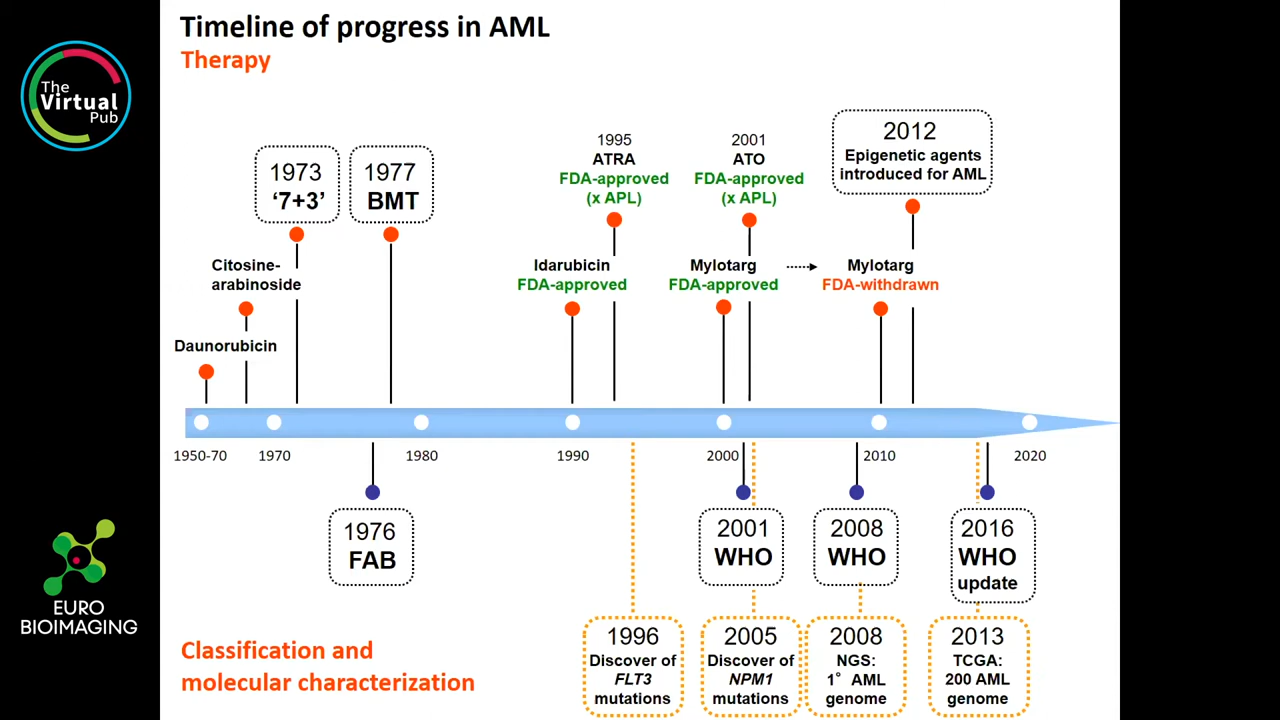 Timeline of progress in AML
Therapy
The
Virtual
Pub
1973
‘7+3’
1977
BMT
1995
ATRA
FDA-approved
(x APL)
2001
ATO
FDA-approved
(x APL)
2012
Epigenetic agents
introduced for AML
Citosine-
arabinoside
Idarubicin
FDA-approved
Mylotarg
FDA-approved
Mylotarg
FDA-withdrawn
Daunorubicin
1950-70
1970
1980
1990
2000
2010
2020
1976
FAB
2001
WHO
2008
WHO
2016
WHO
update
EURO
BIOIMAGING
Classification and
molecular characterization
1996
Discover of
FLT3
mutations
2005
Discover of
NPM1
mutations
2008
NGS:
1° AML
genome
2013
TCGA:
200 AML
genome